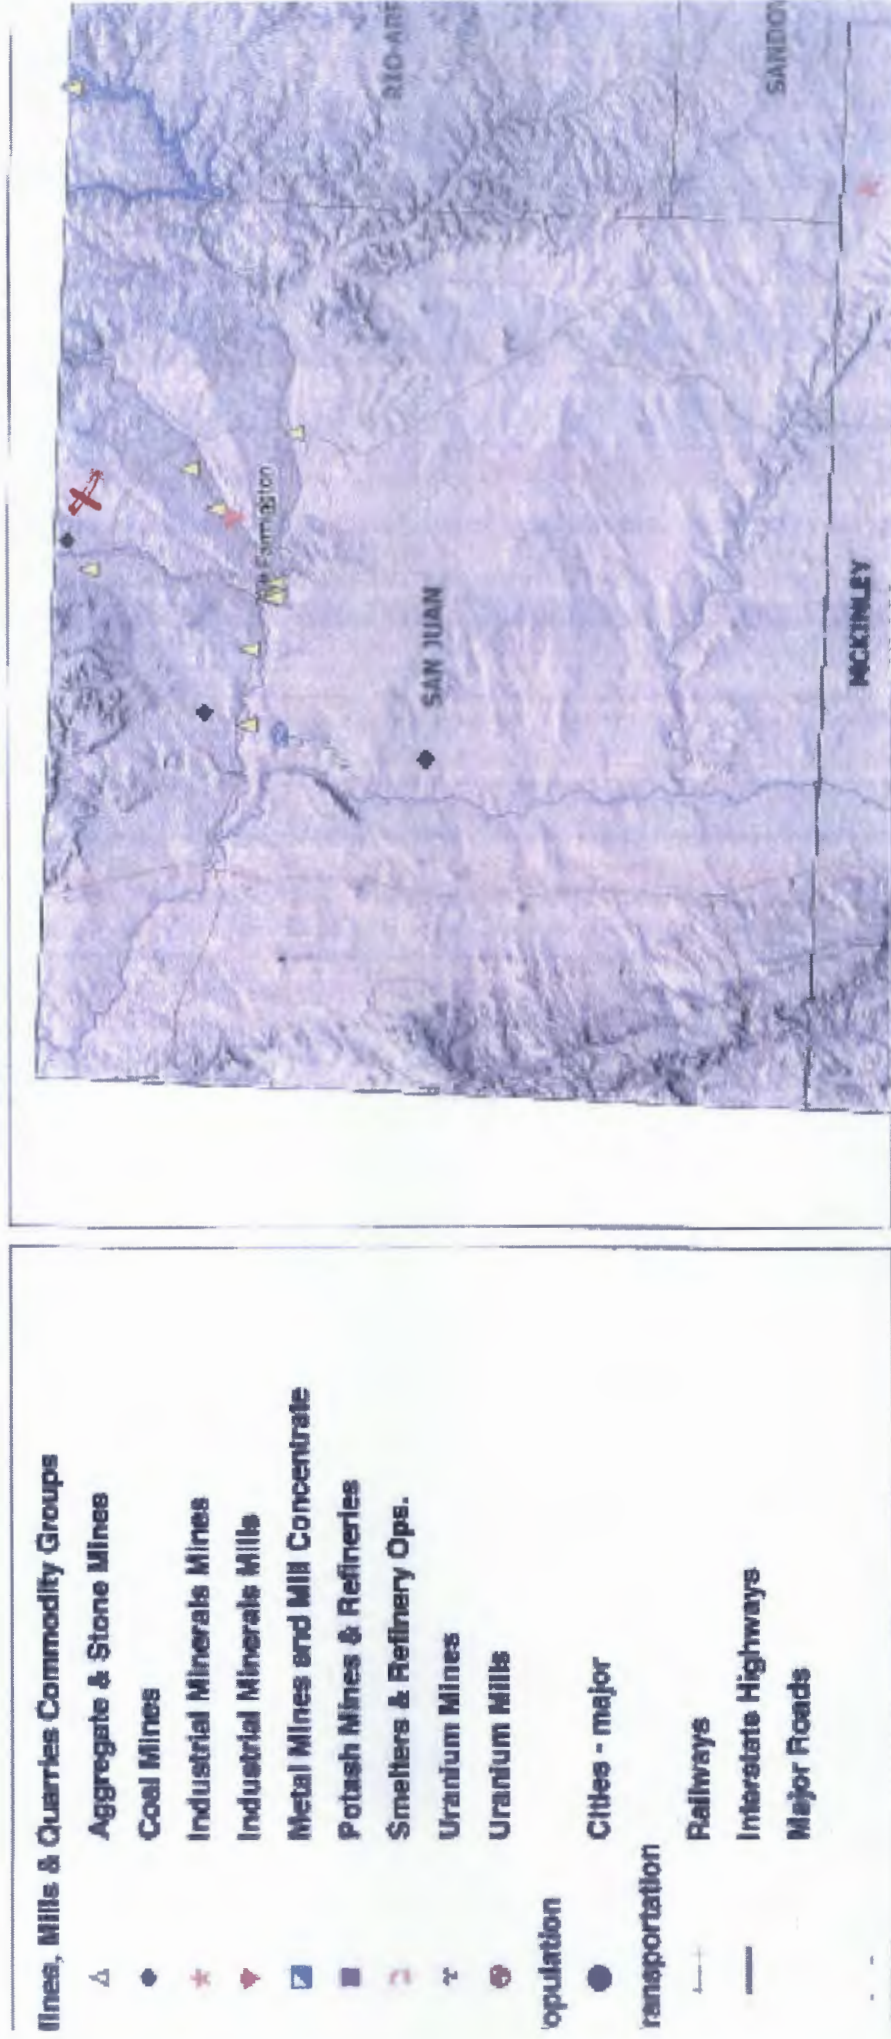 lines, Mills & Quarries Commodity Groups
Aggregate & Stone Mines
Coal Mines
Industrial Minerals Mines
Industrial Minerals Mills
Metal Mines and Mill Concentrate
Potash Mines & Refineries
Smelters & Refinery Ops.
Uranium Mines
Uranium Mills
opulation
Cities - major
ransportation
Railways
Interstate Highways
Major Roads
RIO ARR
SANDOV
Farmington
SAN JUAN
MCKINLEY